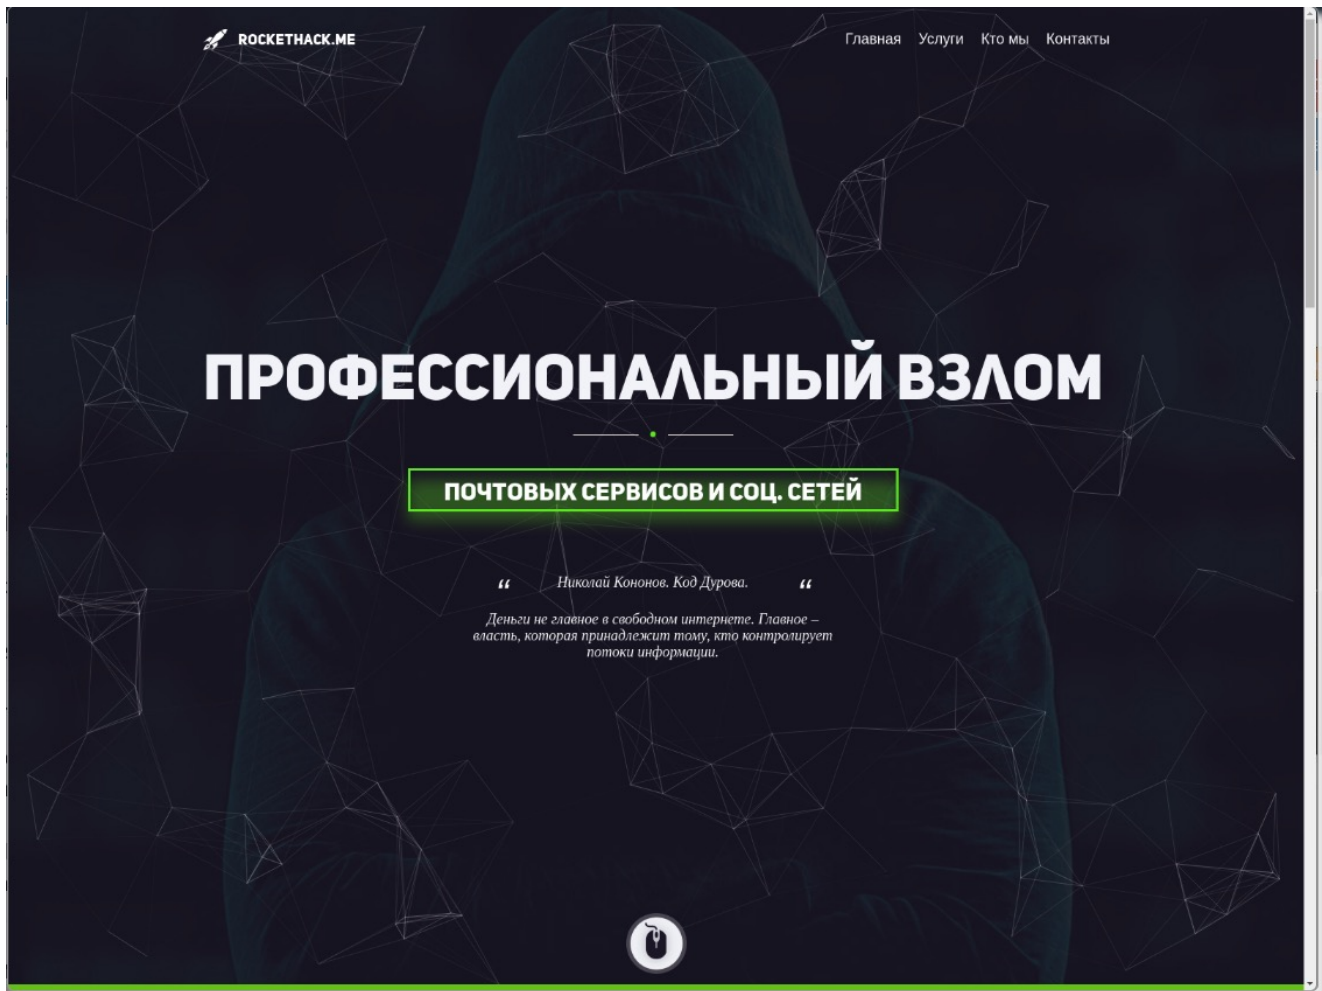 ROCKETHACK.ME
Главная Услуги Кто мы Контакты
ПРОФЕССИОНАЛЬНЫЙ ВЗЛОМ
ПОЧТОВЫХ СЕРВИСОВ И СОЦ. СЕТЕЙ
“ Николай Кононов. Код Дурова. “
Деньги не главное в свободном интернете. Главное –
власть, которая принадлежит тому, кто контролирует
потоки информации.